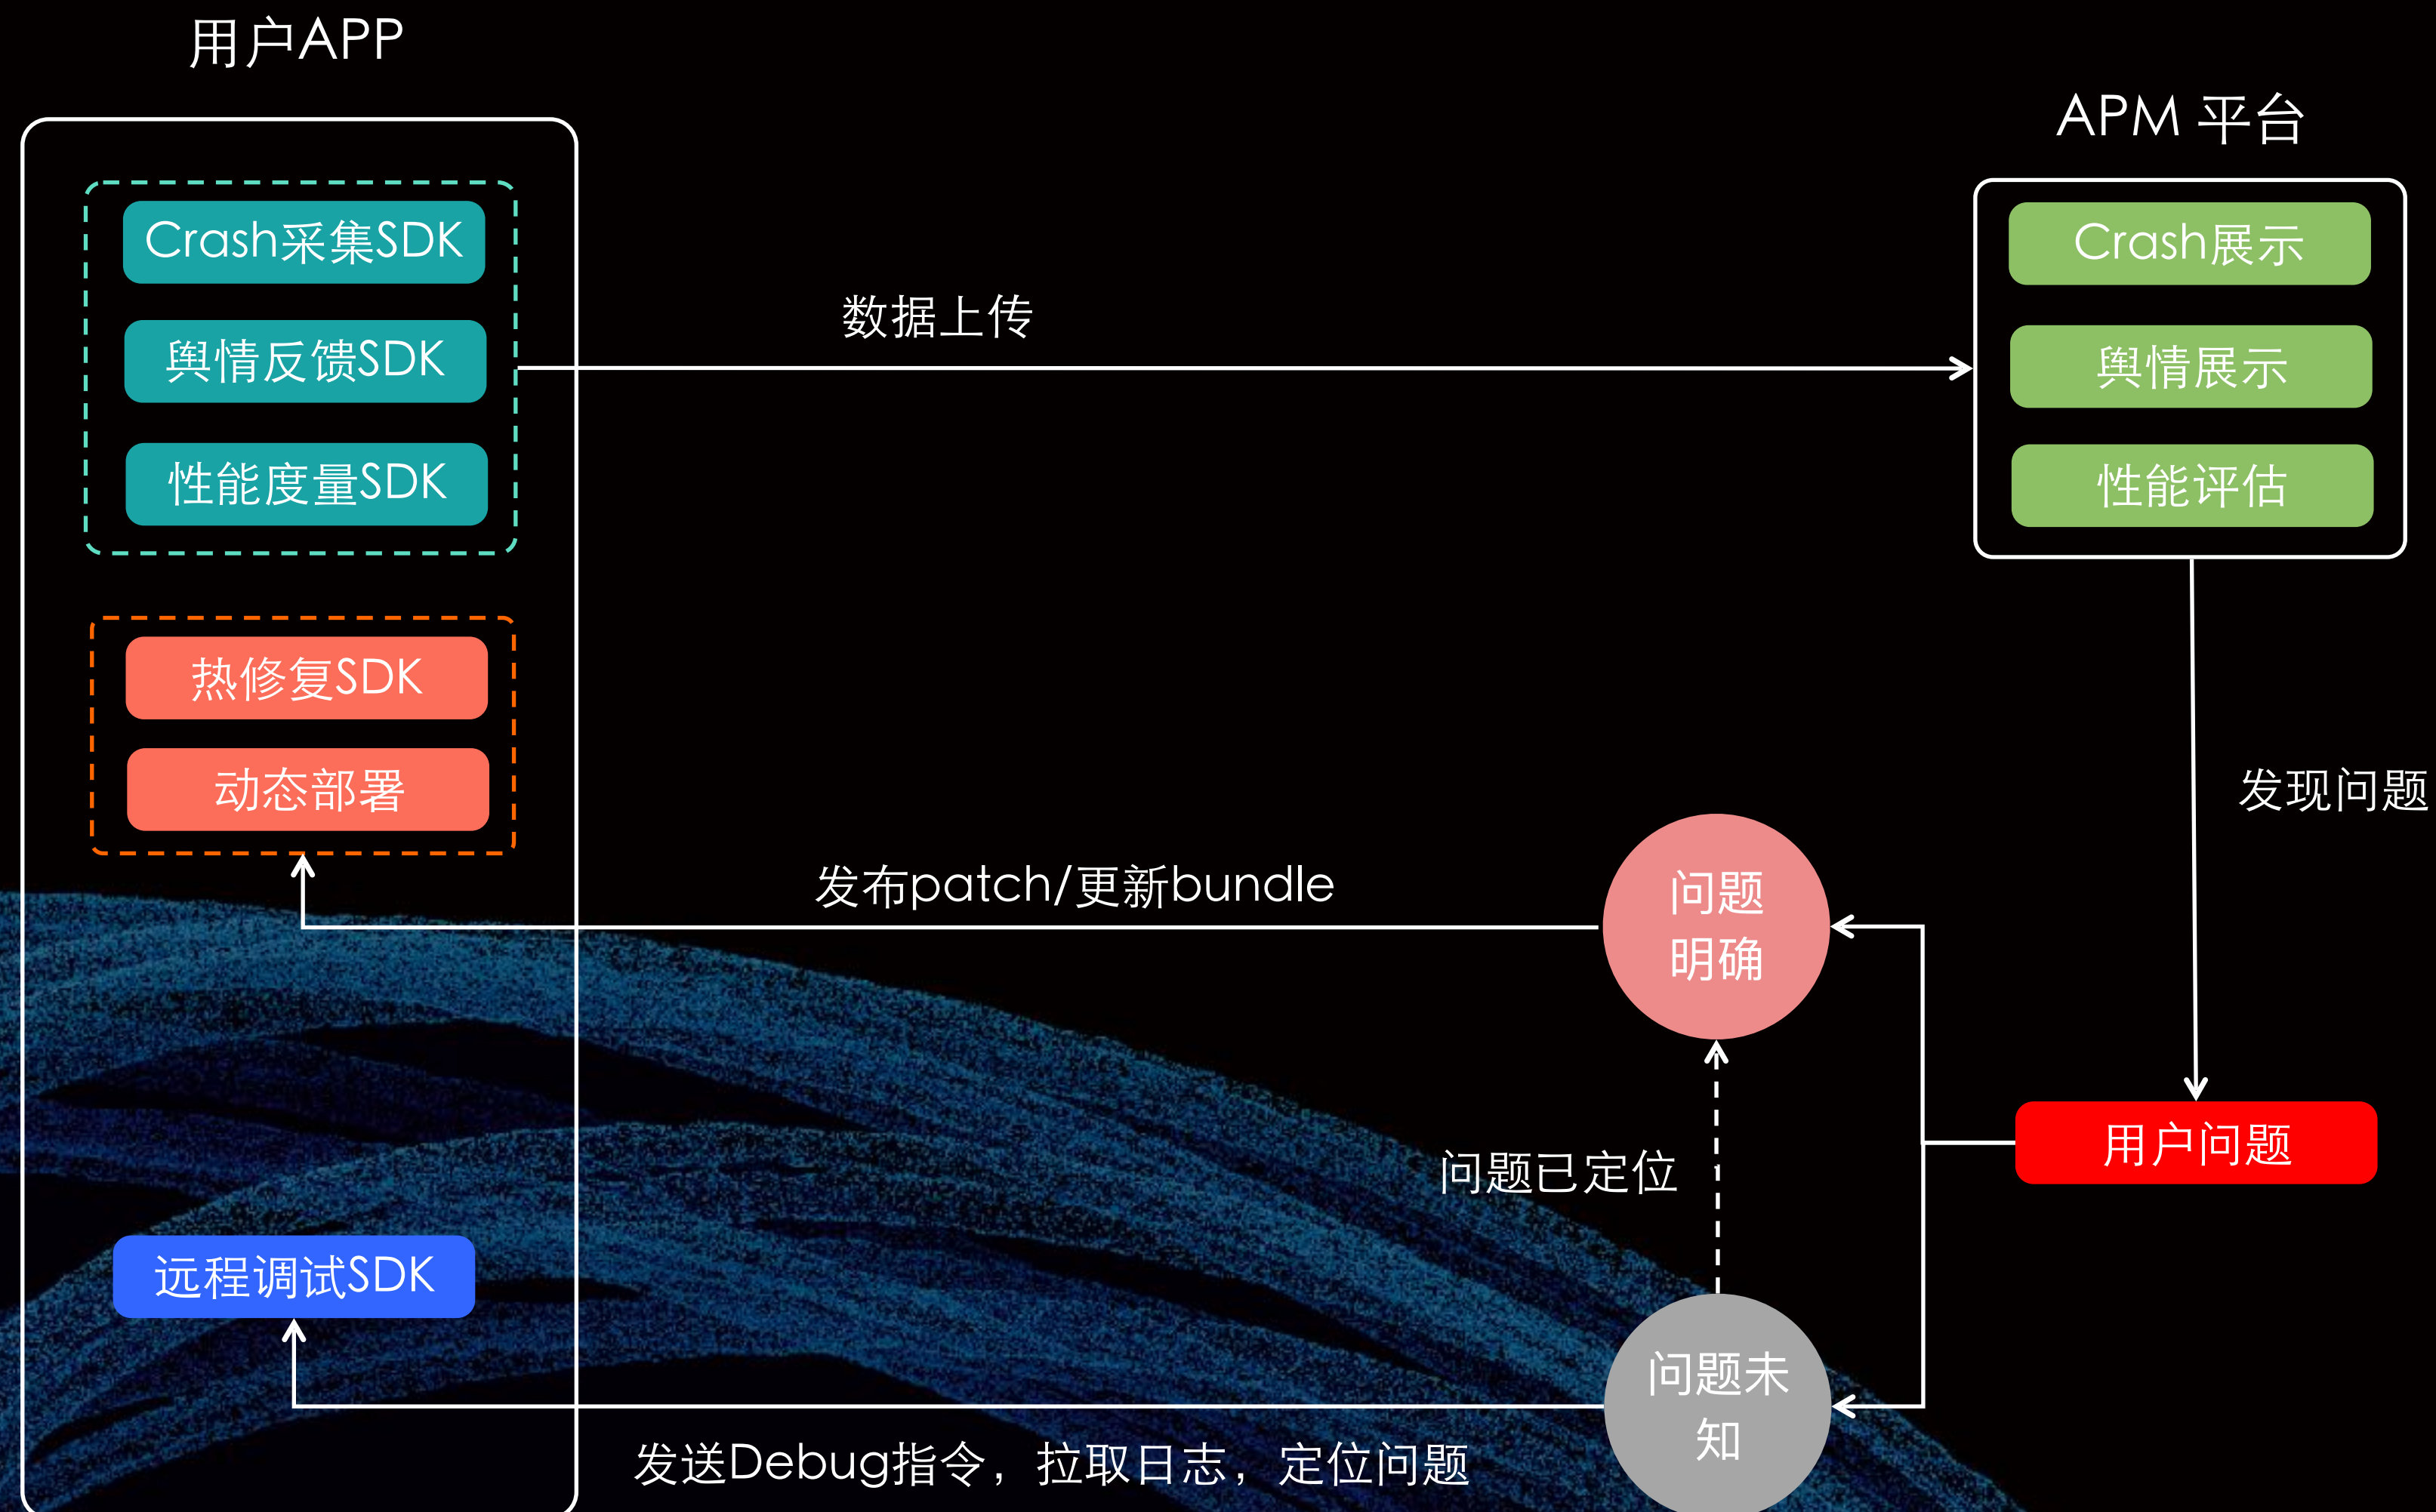 用户APP
APM 平台
Crash采集SDK
舆情反馈SDK
性能度量SDK
数据上传
Crash展示
舆情展示
性能评估
热修复SDK
动态部署
发现问题
发布patch/更新bundle
问题
明确
用户问题
问题已定位
远程调试SDK
问题未
知
发送Debug指令，拉取日志，定位问题